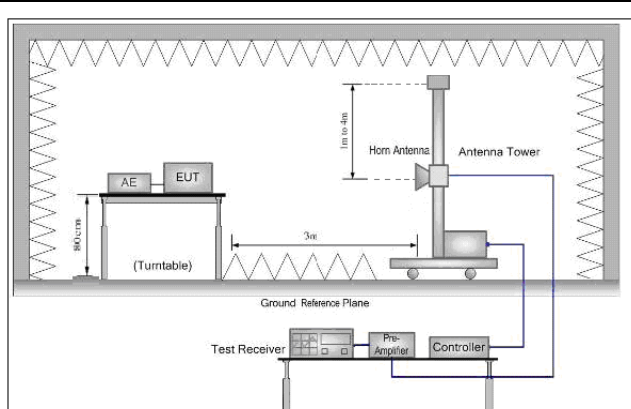 1m to 4m
Horn Antenna
Antenna Tower
AE
EUT
80cm
3m
(Turntable)
Ground Reference Plane
Test Receiver
Pre-
Amplifier
Controller